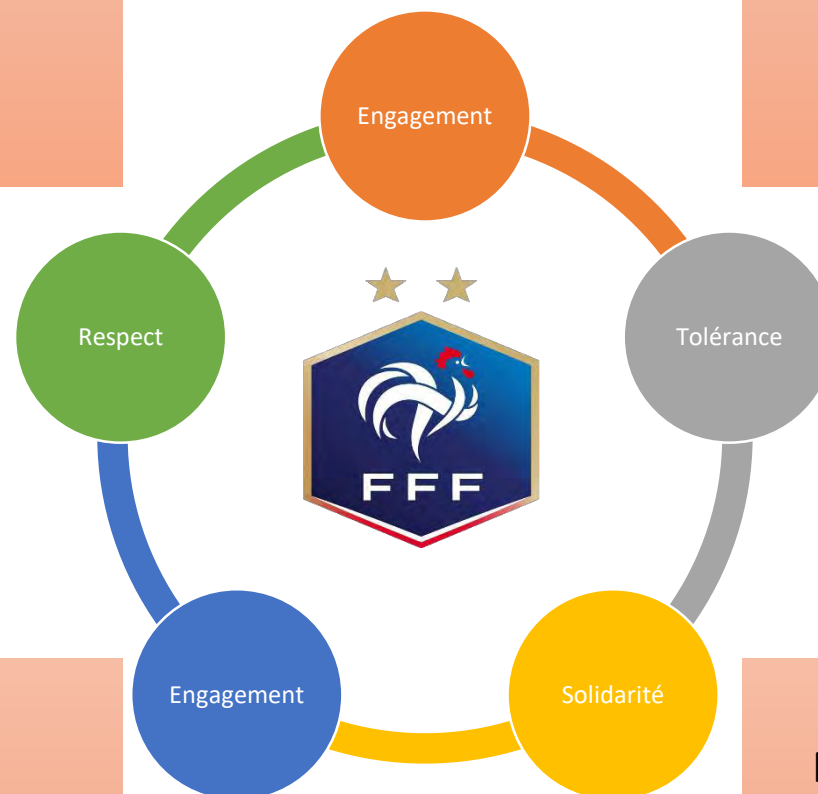 Engagement
Respect
Tolérance
FFF
Engagement
Solidarité